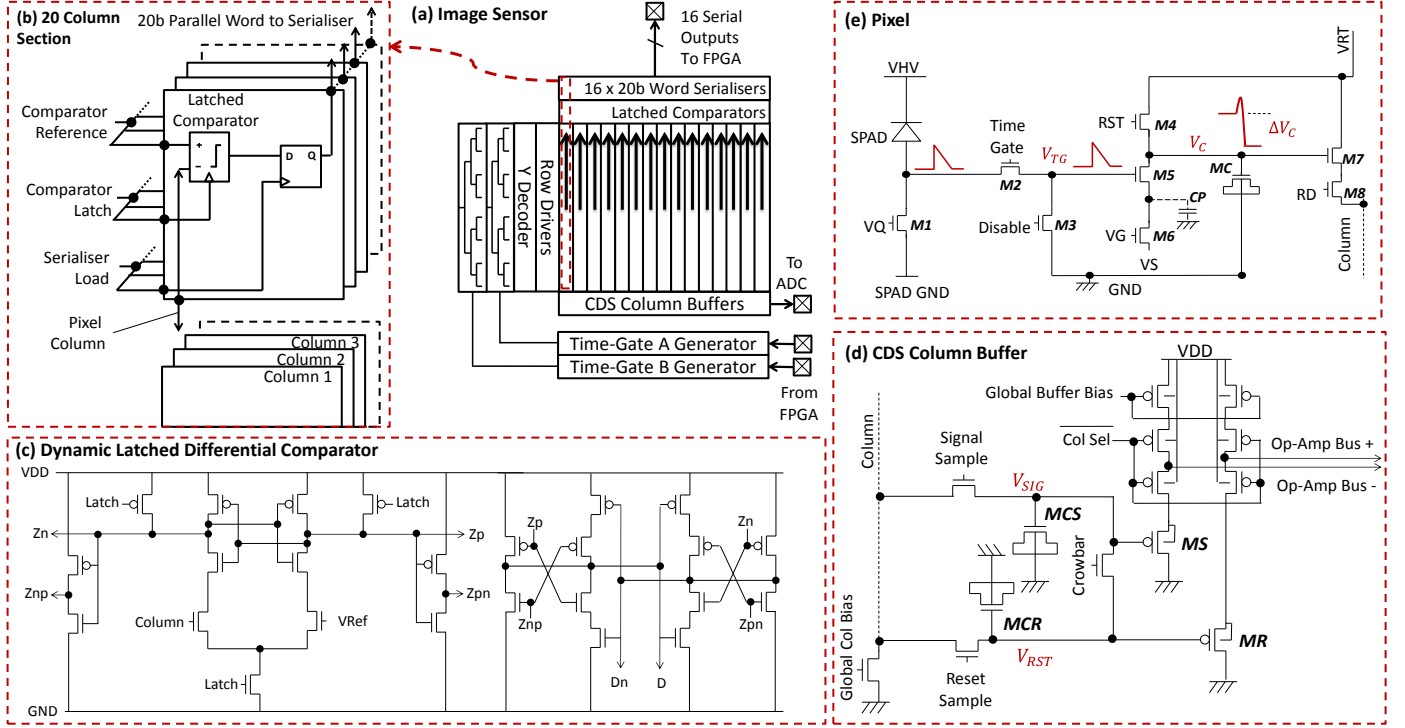 (b) 20 Column
Section
20b Parallel Word to Serialiser
Latched
Comparator
Comparator
Reference
+
-
D
Q
Comparator
Latch
Serialiser
Load
Pixel
Column
Column 3
Column 2
Column 1
(a) Image Sensor
16 Serial
Outputs
To FPGA
16 x 20b Word Serialisers
Latched Comparators
Y Decoder
Row Drivers
To
ADC
CDS Column Buffers
Time-Gate A Generator
Time-Gate B Generator
From
FPGA
(e) Pixel
VRT
VHV
SPAD
Time
Gate
M2
VTG
RST
M4
VC
ΔVC
MC
M5
M7
CP
RD
M8
VQ
M1
Disable
M3
VG
M6
VS
GND
SPAD GND
Column
(c) Dynamic Latched Differential Comparator
VDD
Latch
Latch
Zn
Zp
Znp
Zpn
Column
VRef
Latch
GND
Zp
Zn
Znp
Zpn
Dn
D
(d) CDS Column Buffer
VDD
Global Buffer Bias
Col Sel
Op-Amp Bus +
Op-Amp Bus -
Column
Signal
Sample
VSIG
MCS
MS
Crowbar
MCR
MR
VRST
Reset
Sample
Global Col Bias